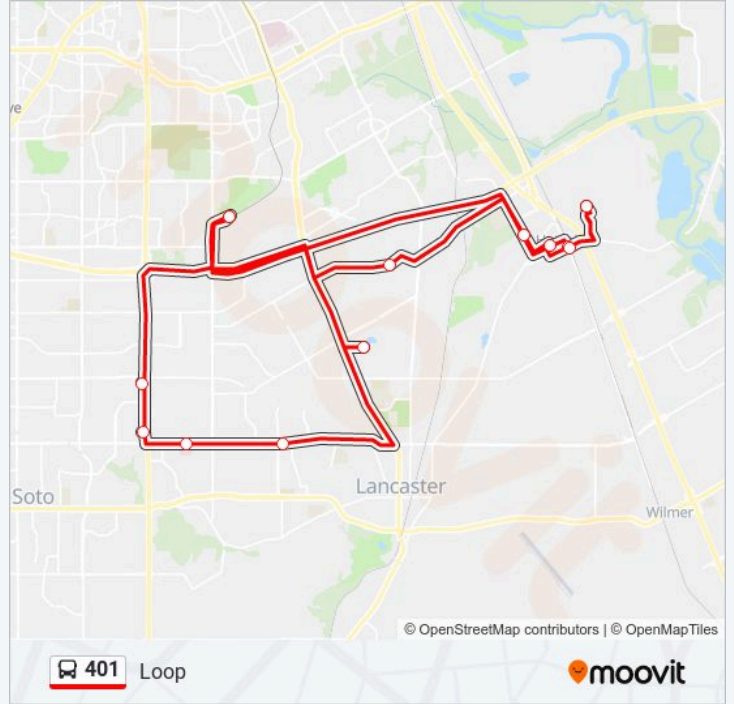 ve
H
Soto
Lancaster
Wilmer
© OpenStreetMap contributors | © OpenMapTiles
401 Loop
moovit